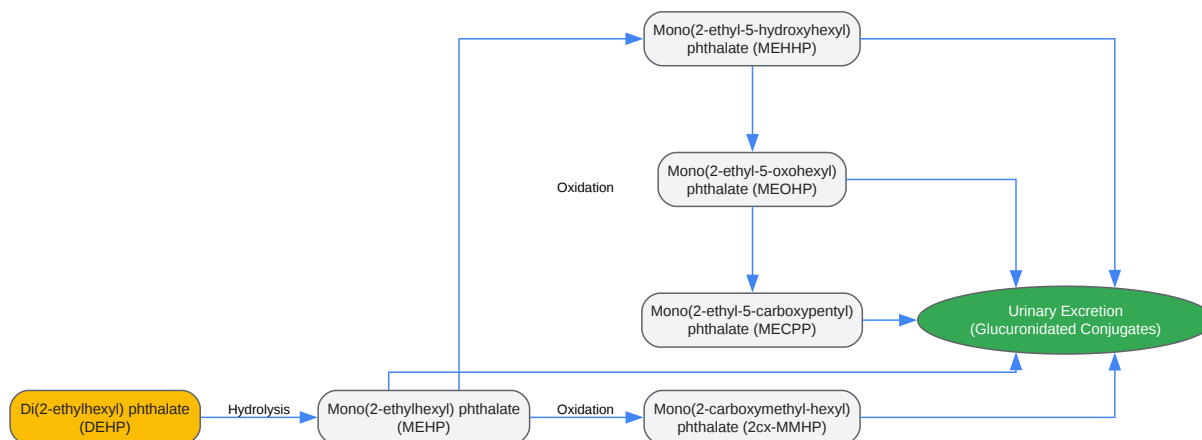 Mono(2-ethyl-5-hydroxyhexyl)
phthalate (MEHHP)
Mono(2-ethyl-5-oxohexyl)
phthalate (MEOHP)
Oxidation
Mono(2-ethyl-5-carboxypentyl)
phthalate (MECPP)
Urinary Excretion
(Glucuronidated Conjugates)
Di(2-ethylhexyl) phthalate
(DEHP)
Hydrolysis
Mono(2-ethylhexyl) phthalate
(MEHP)
Oxidation
Mono(2-carboxymethyl-hexyl)
phthalate (2cx-MMHP)